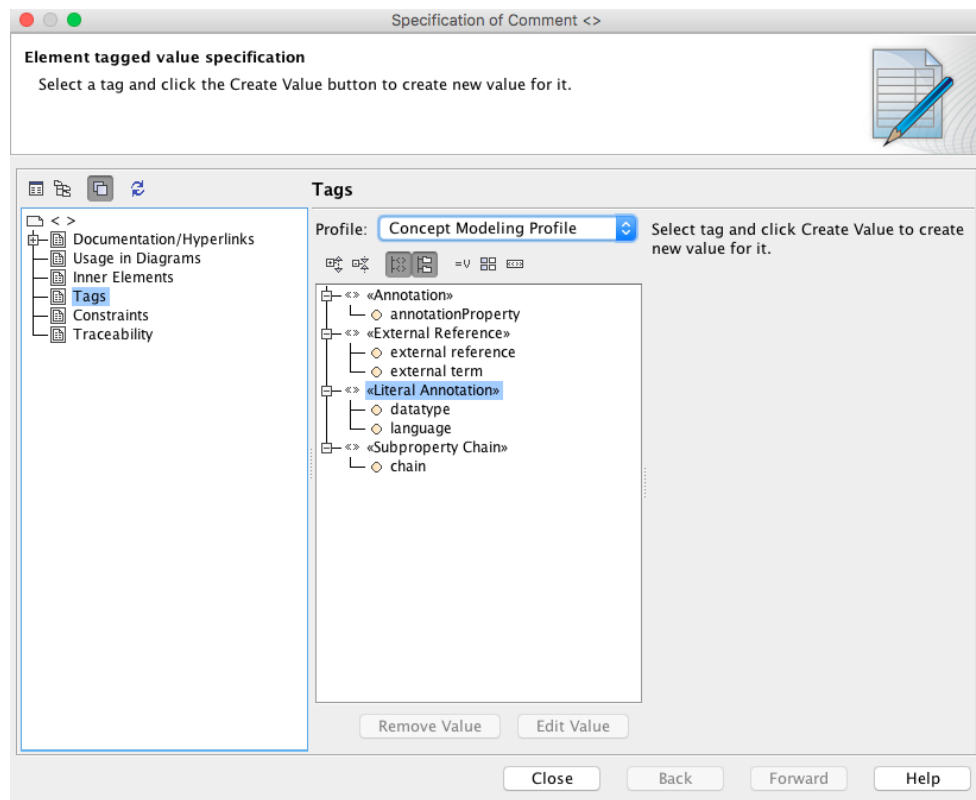 Specification of Comment <>
Element tagged value specification
Select a tag and click the Create Value button to create new value for it.
Tags
< >
Documentation/Hyperlinks
Usage in Diagrams
Inner Elements
Tags
Constraints
Traceability
Profile: Concept Modeling Profile
«Annotation»
annotationProperty
«External Reference»
external reference
external term
«Literal Annotation»
datatype
language
«Subproperty Chain»
chain
Select tag and click Create Value to create
new value for it.
Remove Value Edit Value
Close Back Forward Help